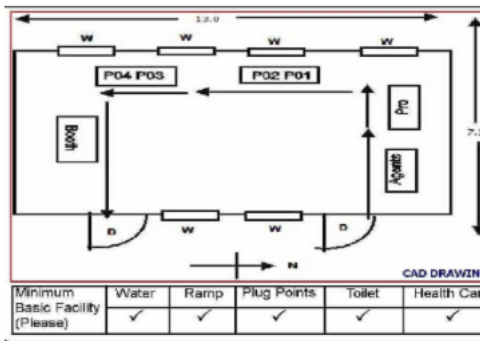 13.0
W W W W
P04 P03 P02 P01
Pro
7.
Booth
Agents
D W W D
N
CAD DRAWIN
Minimum Basic Facility (Please) Water Ramp Plug Points Toilet Health Car
✓ ✓ ✓ ✓ ✓